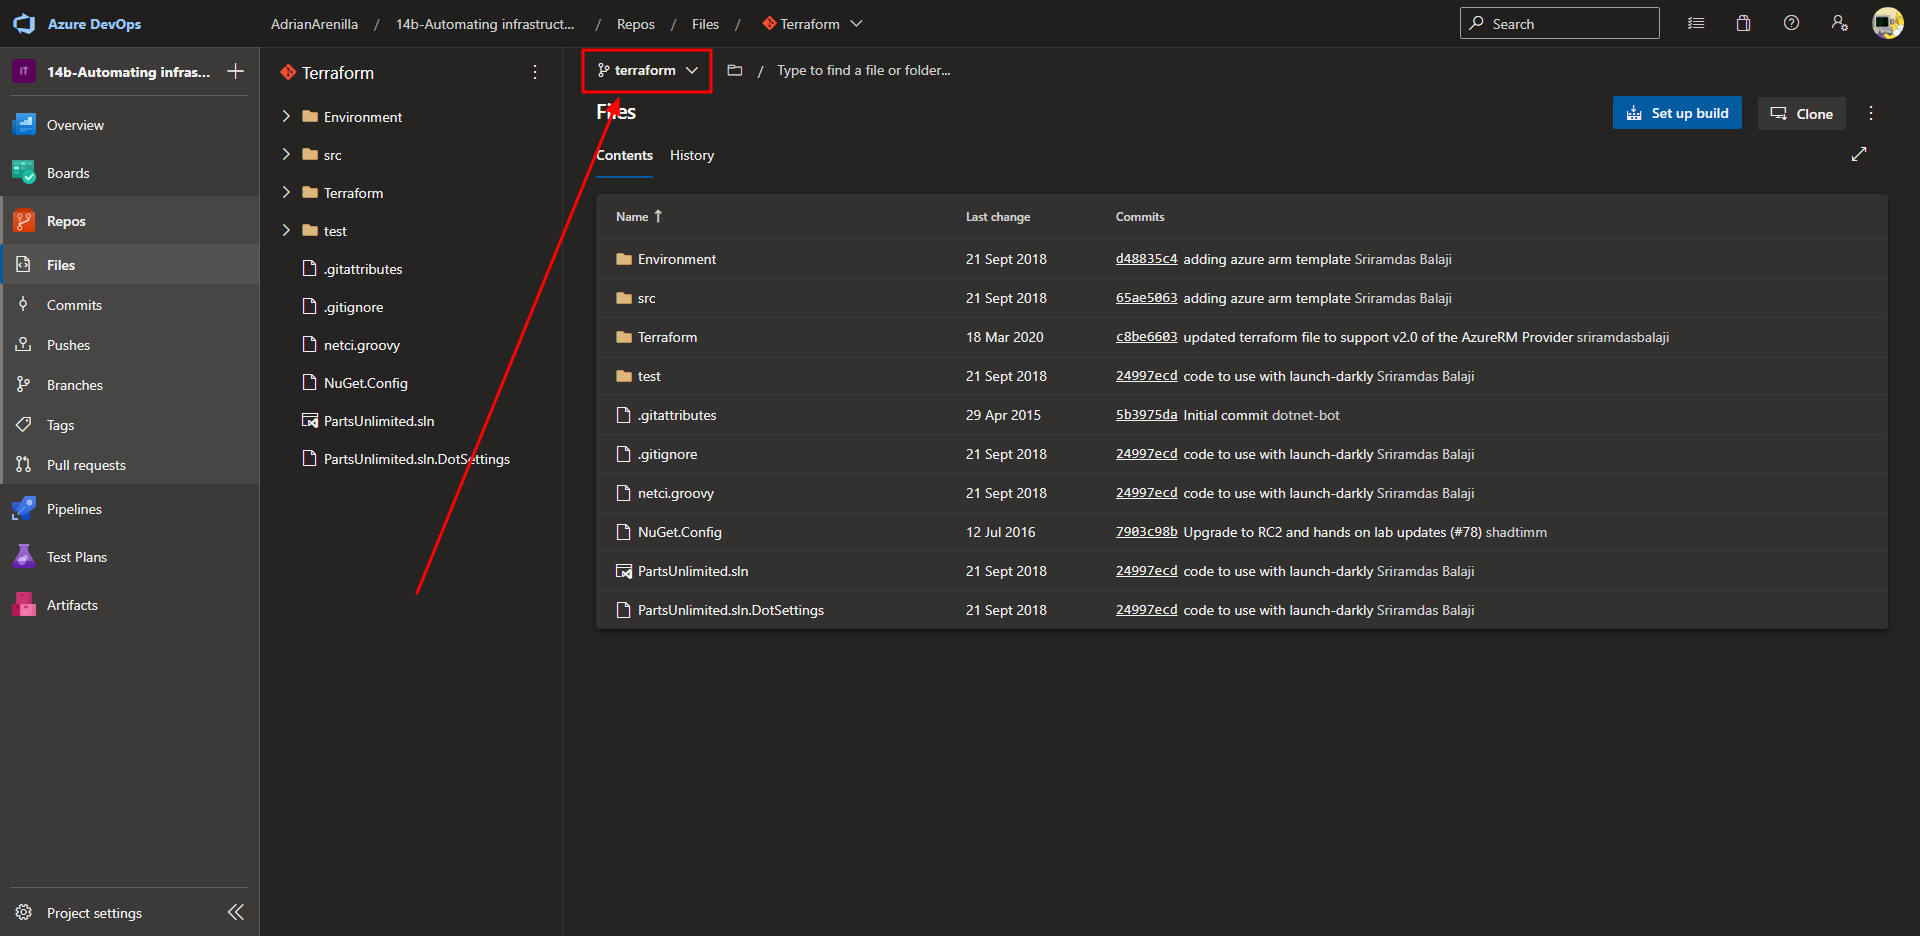 Azure DevOps
AdrianArenilla / 14b-Automating infrastruct... / Repos / Files / Terraform
Search
IT
14b-Automating infras...
Overview
Boards
Repos
Files
Commits
Pushes
Branches
Tags
Pull requests
Pipelines
Test Plans
Artifacts
Project settings
Terraform
Environment
src
Terraform
test
.gitattributes
.gitignore
netci.groovy
NuGet.Config
PartsUnlimited.sln
PartsUnlimited.sln.DotSettings
terraform / Type to find a file or folder...
Files
Set up build
Clone
Contents History
Name Last change Commits
Environment 21 Sept 2018 d48835c4 adding azure arm template Sriramdas Balaji
src 21 Sept 2018 65ae5063 adding azure arm template Sriramdas Balaji
Terraform 18 Mar 2020 c8be6603 updated terraform file to support v2.0 of the AzureRM Provider sriramdasbalaji
test 21 Sept 2018 24997ecd code to use with launch-darkly Sriramdas Balaji
.gitattributes 29 Apr 2015 5b3975da Initial commit dotnet-bot
.gitignore 21 Sept 2018 24997ecd code to use with launch-darkly Sriramdas Balaji
netci.groovy 21 Sept 2018 24997ecd code to use with launch-darkly Sriramdas Balaji
NuGet.Config 12 Jul 2016 7903c98b Upgrade to RC2 and hands on lab updates (#78) shadtimm
PartsUnlimited.sln 21 Sept 2018 24997ecd code to use with launch-darkly Sriramdas Balaji
PartsUnlimited.sln.DotSettings 21 Sept 2018 24997ecd code to use with launch-darkly Sriramdas Balaji